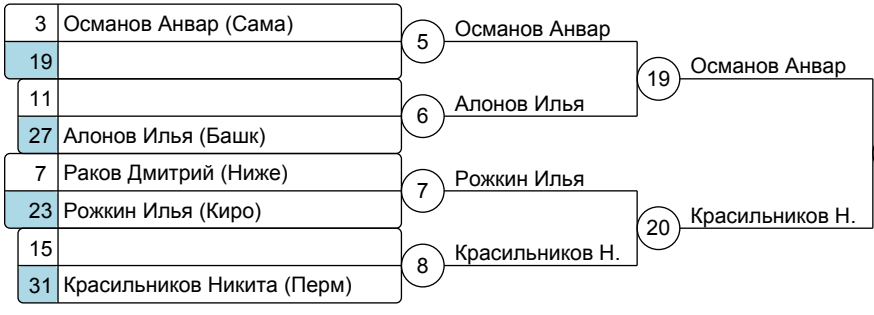 3 Османов Анвар (Сама)
5 Османов Анвар
19
19 Османов Анвар
11
6 Алонов Илья
27 Алонов Илья (Башк)
7 Раков Дмитрий (Ниже)
7 Рожкин Илья
23 Рожкин Илья (Киро)
20 Красильников Н.
15
8 Красильников Н.
31 Красильников Никита (Перм)